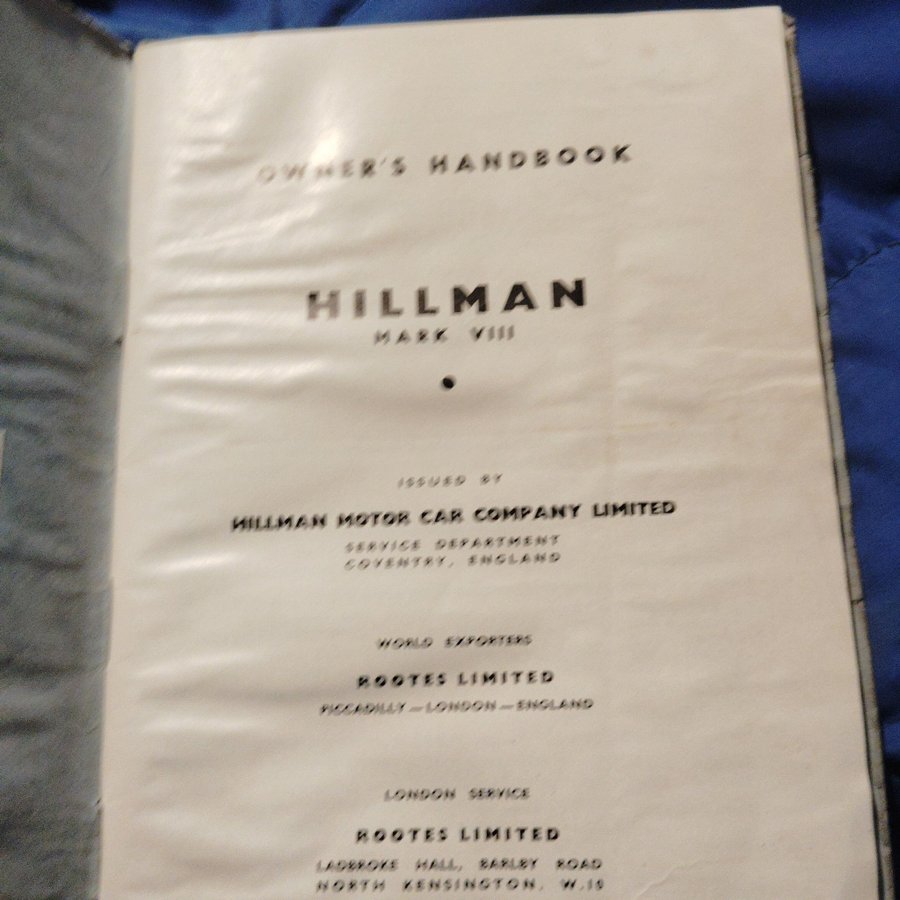 OWNER'S HANDBOOK
HILLMAN
MARK VIII
ISSUED BY
HILLMAN MOTOR CAR COMPANY LIMITED
SERVICE DEPARTMENT
COVENTRY, ENGLAND
WORLD EXPORTERS
ROOTES LIMITED
PICCADILLY—LONDON—ENGLAND
LONDON SERVICE
ROOTES LIMITED
LADBROKE HALL, BARLBY ROAD
NORTH KENSINGTON, W.10